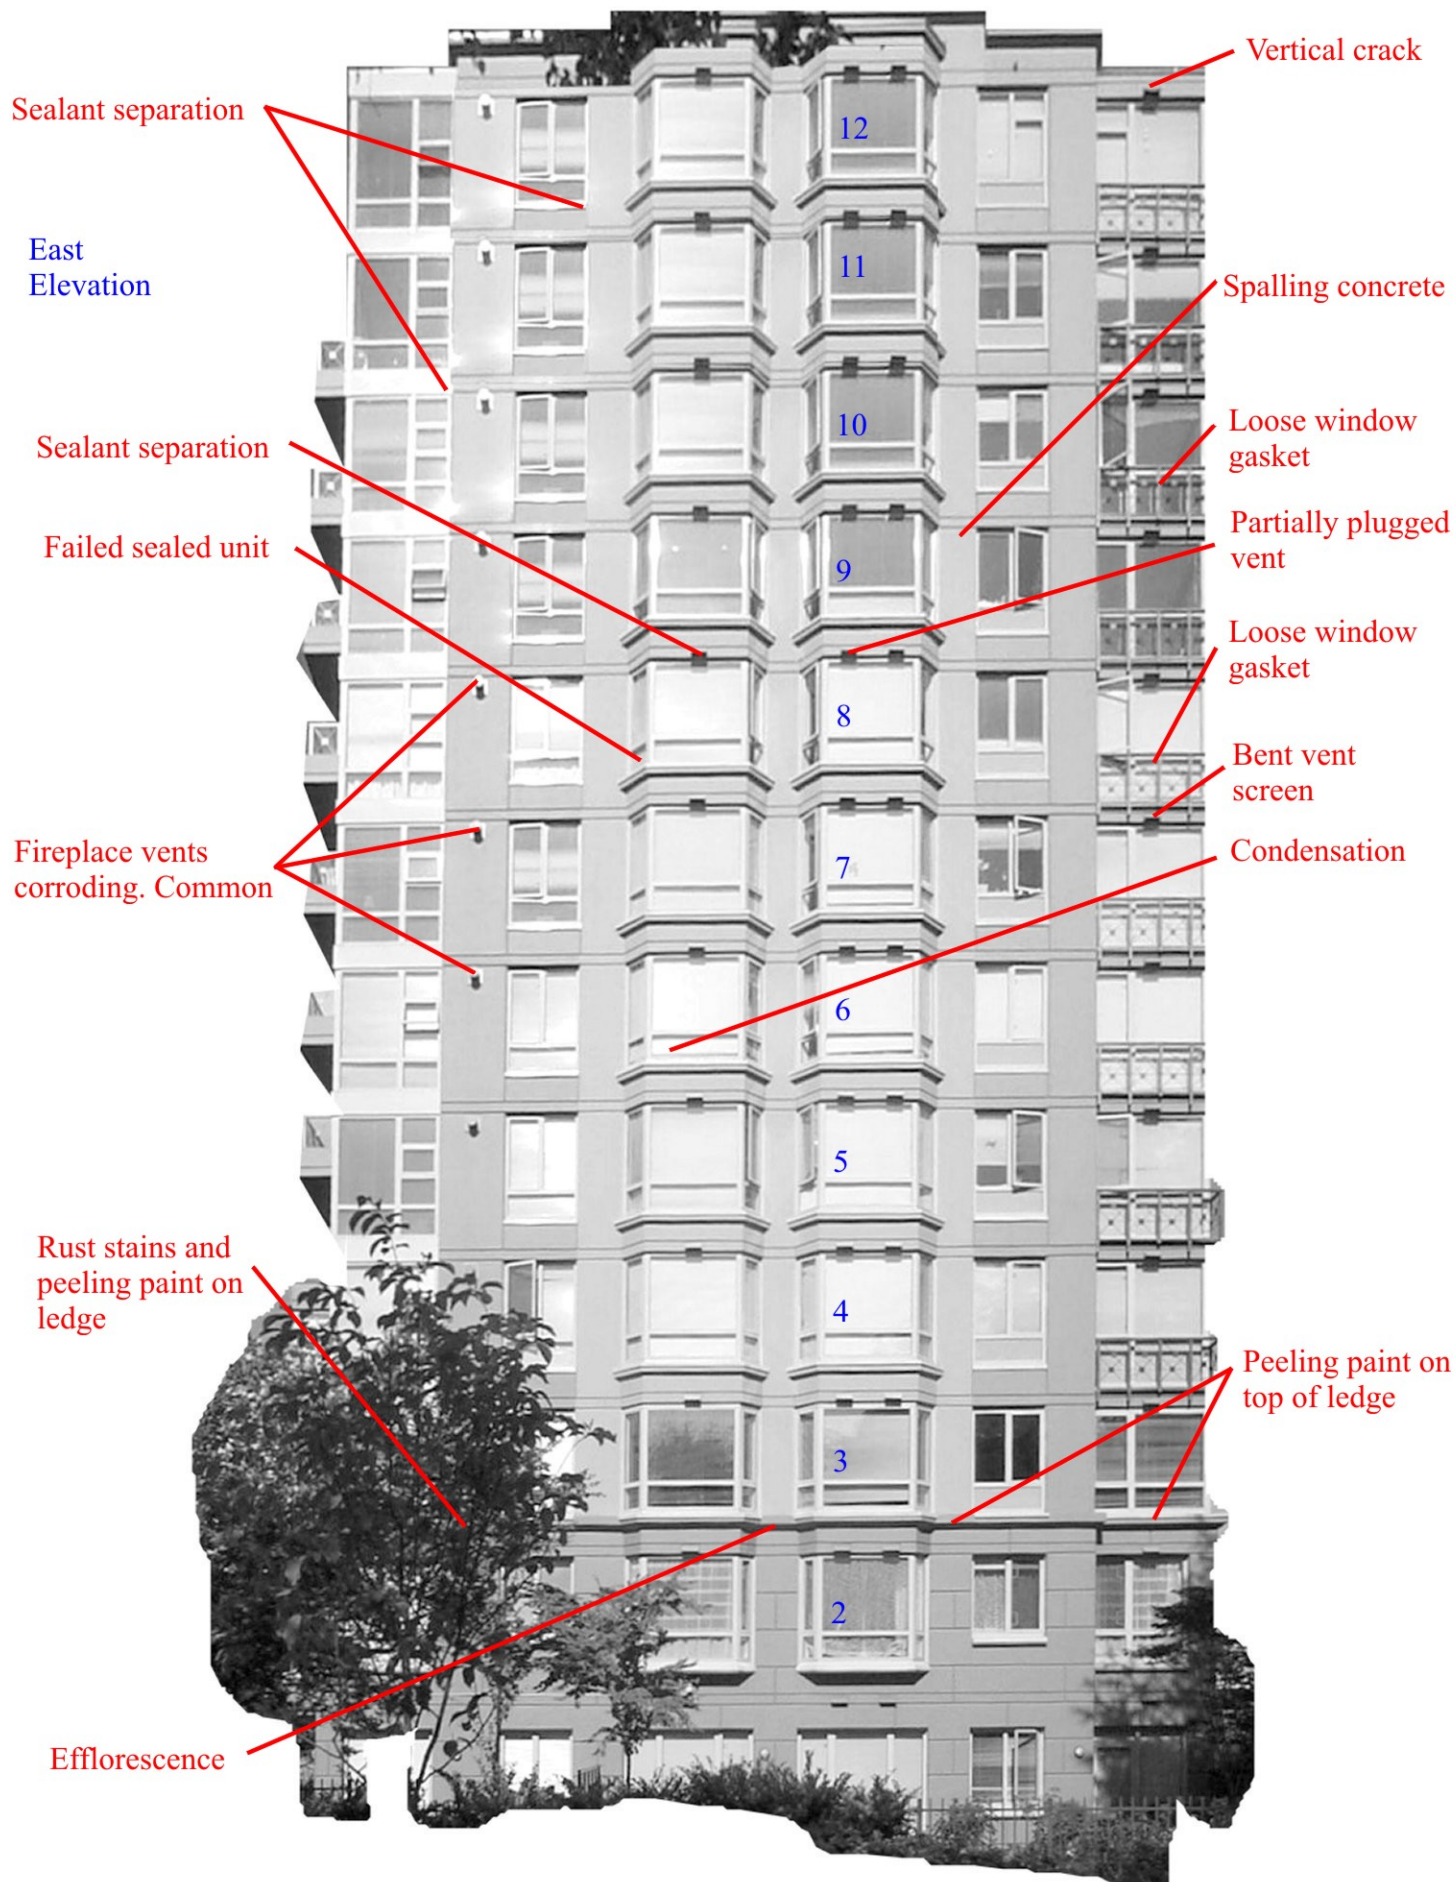 Vertical crack
Sealant separation
12
East
Elevation
11
Spalling concrete
10
Loose window
gasket
Sealant separation
Partially plugged
vent
Failed sealed unit
9
Loose window
gasket
8
Bent vent
screen
Fireplace vents
corroding. Common
7
Condensation
6
5
Rust stains and
peeling paint on
ledge
4
Peeling paint on
top of ledge
3
2
Efflorescence